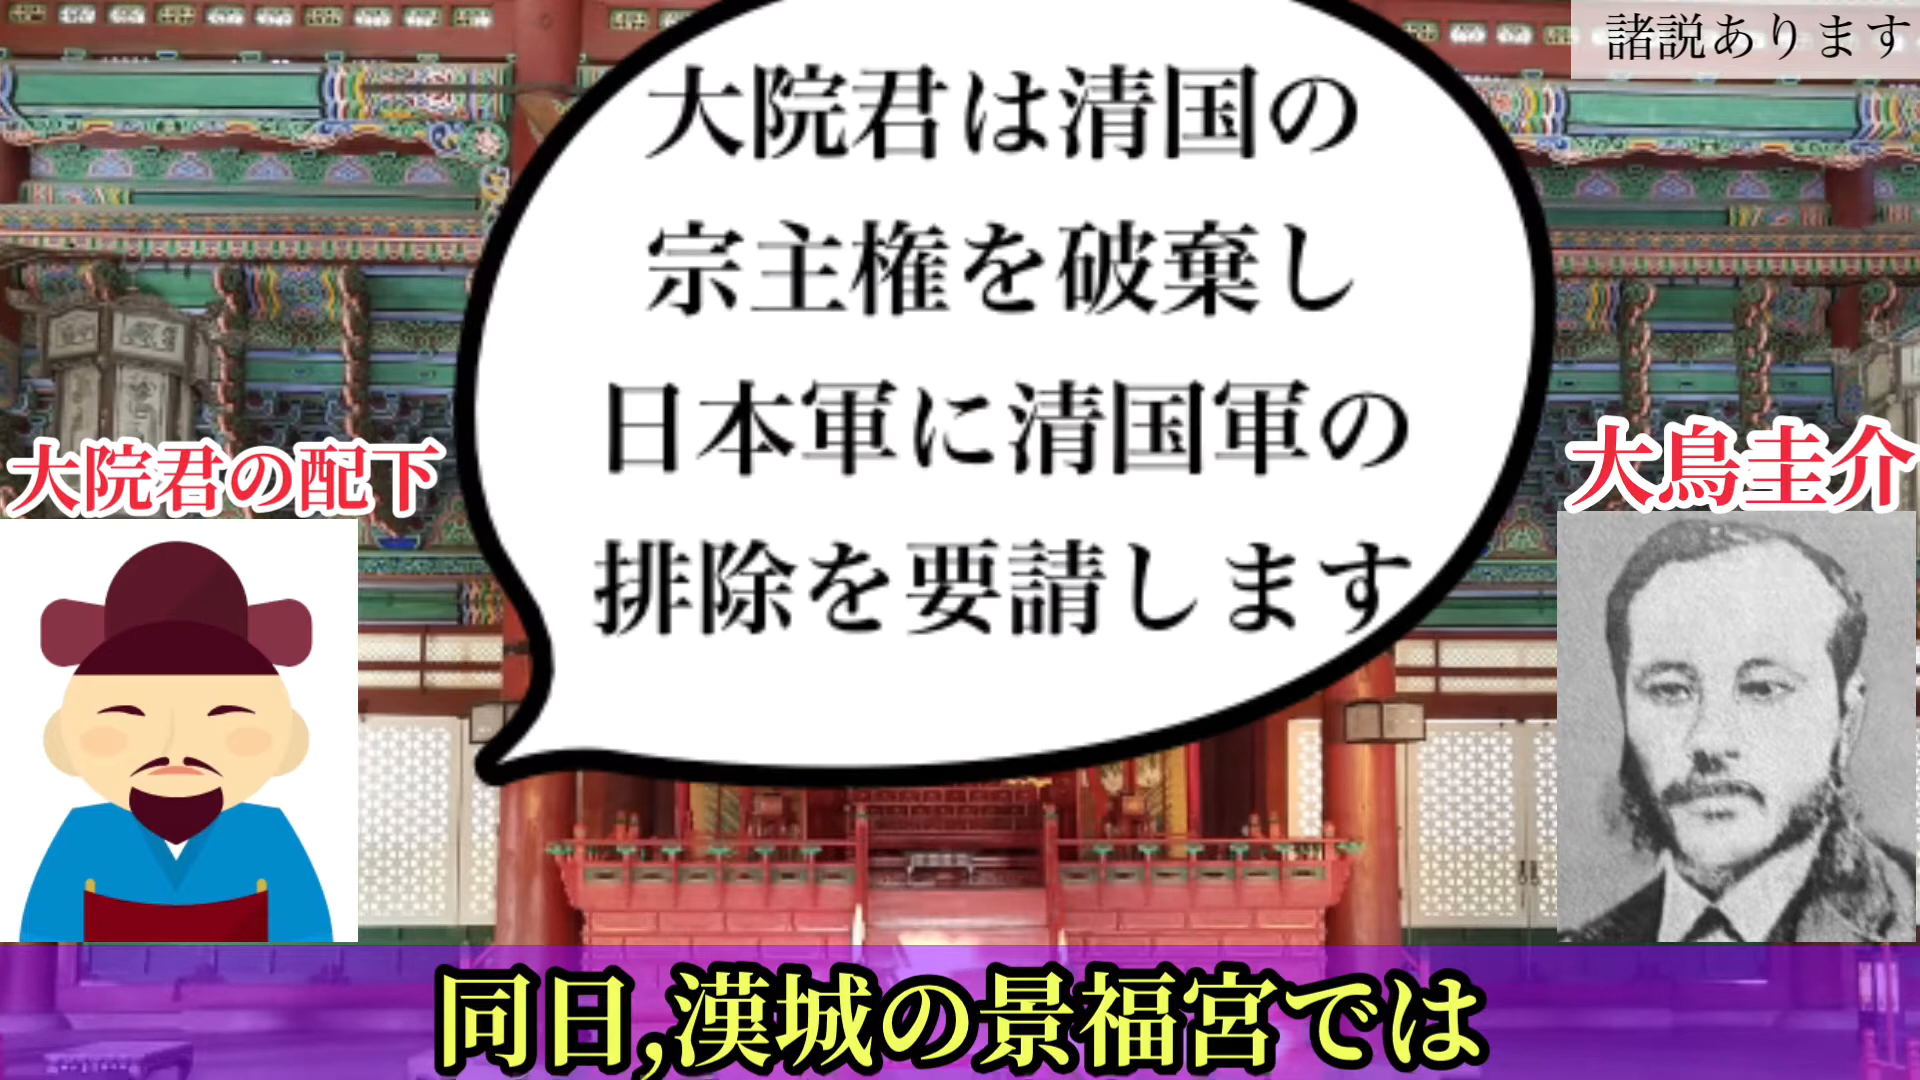 諸説あります
大院君は清国の
宗主権を破棄し
日本軍に清国軍の
排除を要請します
大院君の配下
大鳥圭介
同日,漢城の景福宮では